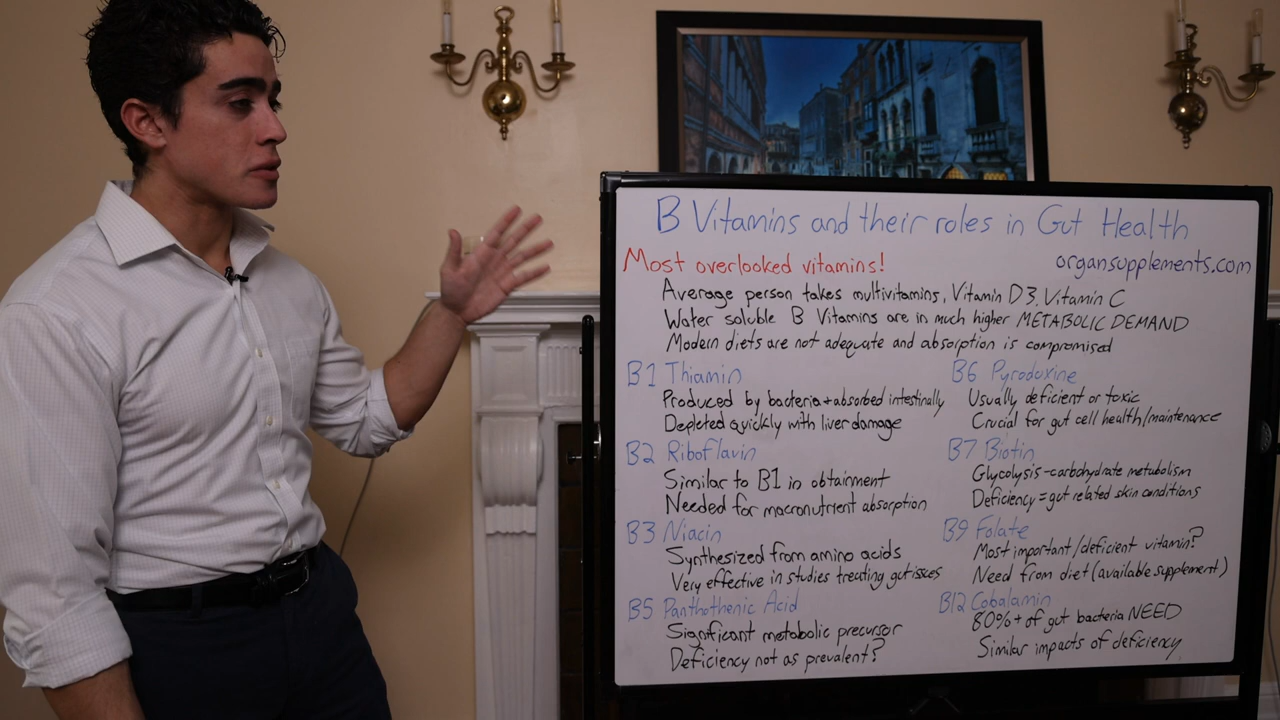 B Vitamins and their roles in Gut Health
Most overlooked vitamins!
organsupplements.com
Average person takes multivitamins, Vitamin D3, Vitamin C
Water soluble B Vitamins are in much higher METABOLIC DEMAND
Modern diets are not adequate and absorption is compromised
B1 Thiamin
Produced by bacteria + absorbed intestinally
Depleted quickly with liver damage
B2 Riboflavin
Similar to B1 in obtainment
Needed for macronutrient absorption
B3 Niacin
Synthesized from amino acids
Very effective in studies treating gut issces
B5 Panthothenic Acid
Significant metabolic precursor
Deficiency not as prevalent?
B6 Pyrodoxine
Usually deficient or toxic
Crucial for gut cell health/maintenance
B7 Biotin
Glycolysis - carbohydrate metabolism
Deficiency = gut related skin conditions
B9 Folate
Most important/deficient vitamin?
Need from diet (available supplement)
B12 Cobalamin
80%+ of gut bacteria NEED
Similar impacts of deficiency